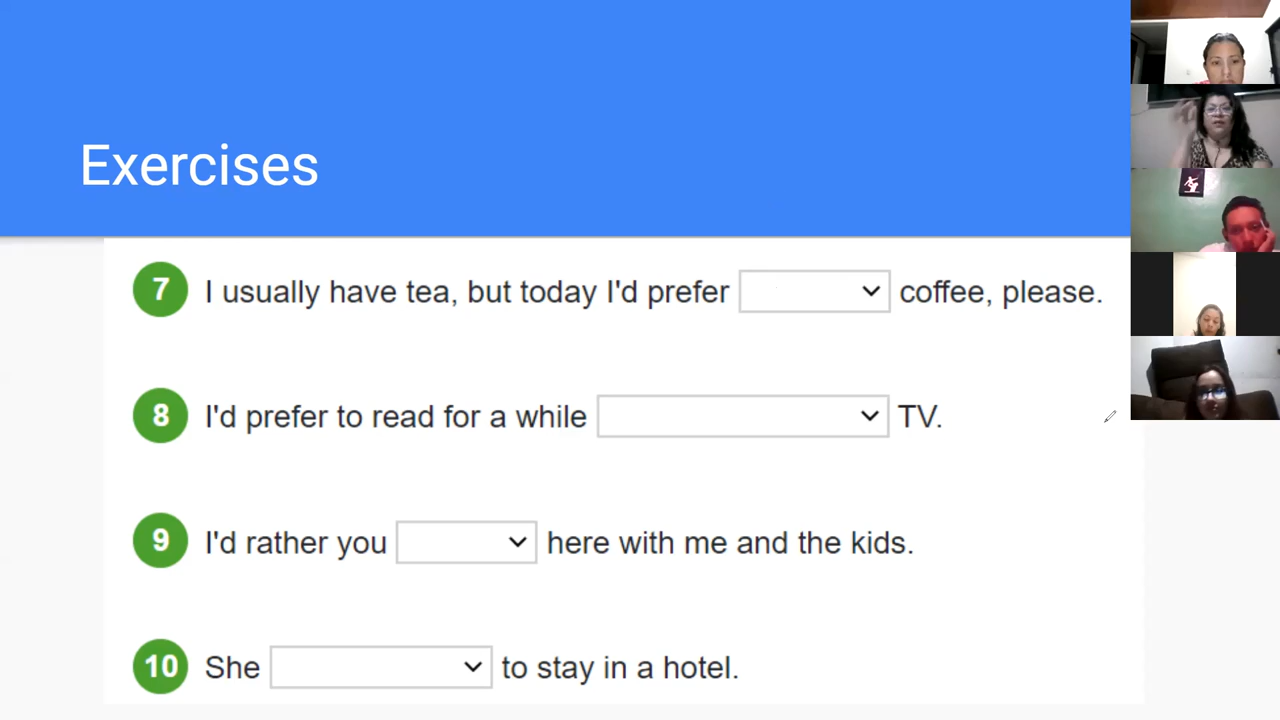 Exercises
7 I usually have tea, but today I'd prefer coffee, please.
8 I'd prefer to read for a while TV.
9 I'd rather you here with me and the kids.
10 She to stay in a hotel.